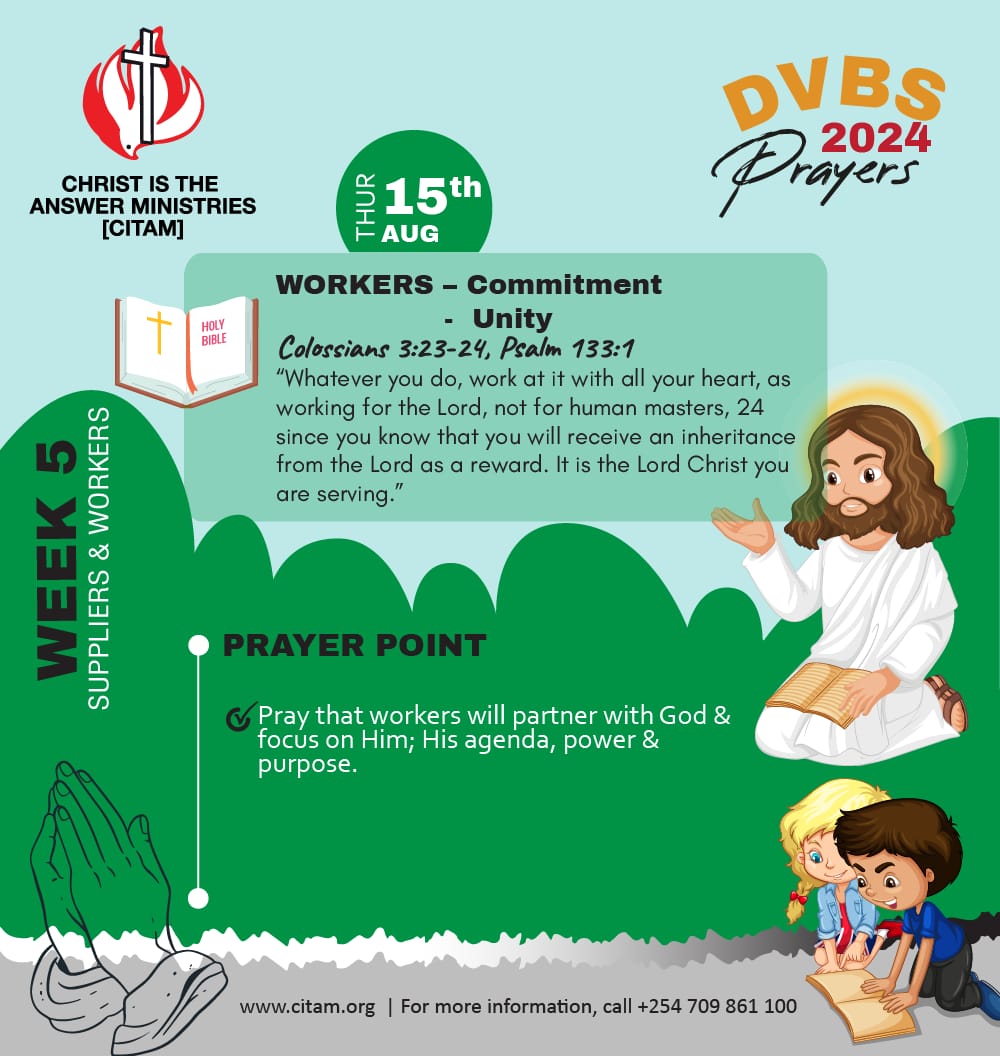 CHRIST IS THE
ANSWER MINISTRIES
[CITAM]
DVBS
2024
Prayers
THUR
15th
AUG
HOLY
BIBLE
WORKERS – Commitment
- Unity
Colossians 3:23-24, Psalm 133:1
“Whatever you do, work at it with all your heart, as
working for the Lord, not for human masters, 24
since you know that you will receive an inheritance
from the Lord as a reward. It is the Lord Christ you
are serving.”
WEEK 5
SUPPLIERS & WORKERS
PRAYER POINT
Pray that workers will partner with God &
focus on Him; His agenda, power &
purpose.
www.citam.org | For more information, call +254 709 861 100